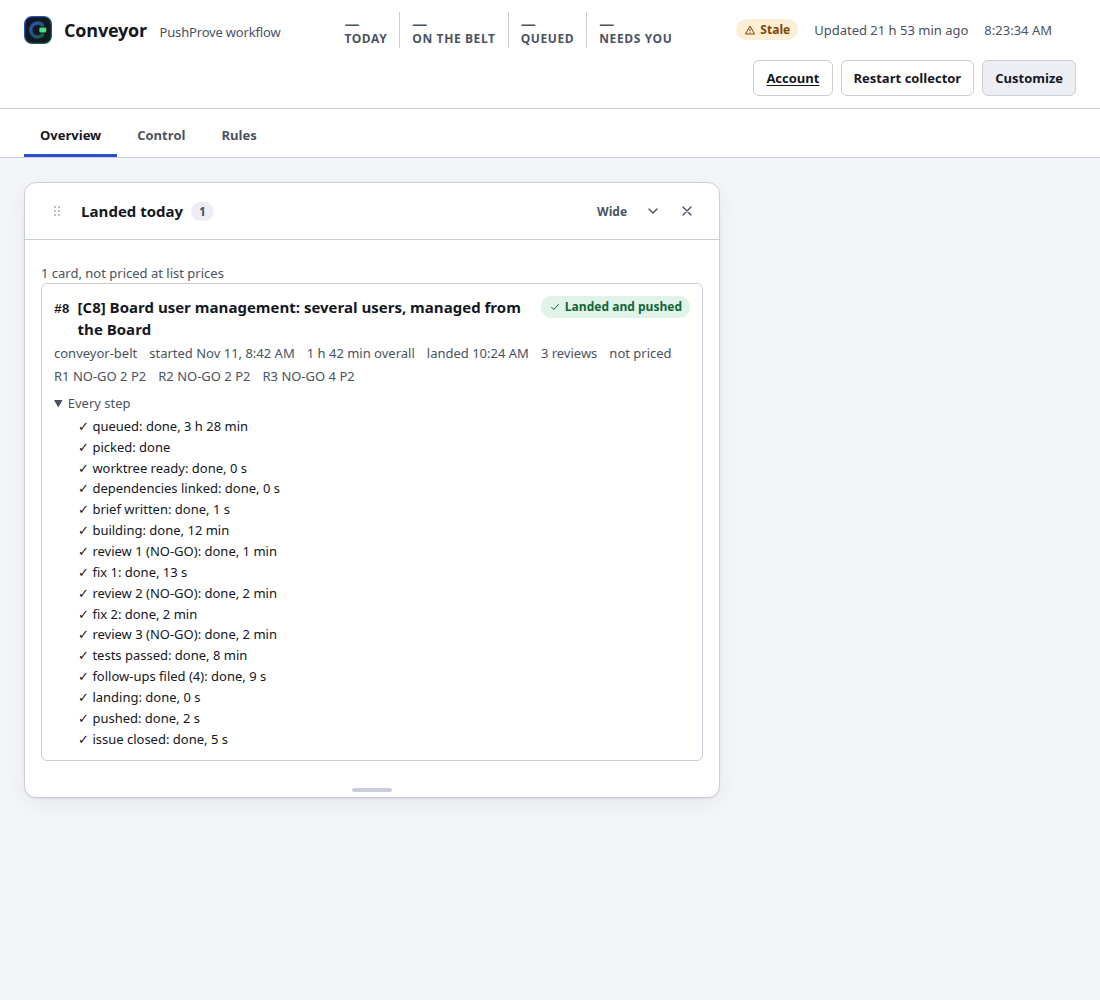 Conveyor PushProve workflow
— TODAY
— ON THE BELT
— QUEUED
— NEEDS YOU
Stale Updated 21 h 53 min ago 8:23:34 AM
Account Restart collector Customize
Overview Control Rules
Landed today 1 Wide
1 card, not priced at list prices
#8 [C8] Board user management: several users, managed from
the Board
✓ Landed and pushed
conveyor-belt started Nov 11, 8:42 AM 1 h 42 min overall landed 10:24 AM 3 reviews not priced
R1 NO-GO 2 P2 R2 NO-GO 2 P2 R3 NO-GO 4 P2
▼ Every step
✓ queued: done, 3 h 28 min
✓ picked: done
✓ worktree ready: done, 0 s
✓ dependencies linked: done, 0 s
✓ brief written: done, 1 s
✓ building: done, 12 min
✓ review 1 (NO-GO): done, 1 min
✓ fix 1: done, 13 s
✓ review 2 (NO-GO): done, 2 min
✓ fix 2: done, 2 min
✓ review 3 (NO-GO): done, 2 min
✓ tests passed: done, 8 min
✓ follow-ups filed (4): done, 9 s
✓ landing: done, 0 s
✓ pushed: done, 2 s
✓ issue closed: done, 5 s